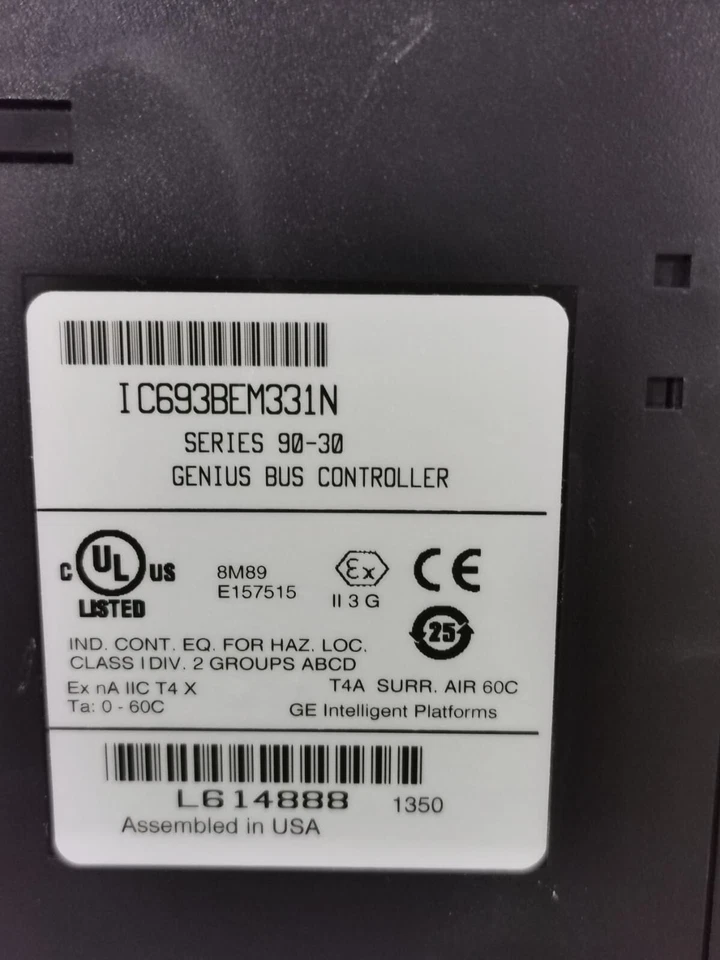 IC693BEM331N
SERIES 90-30
GENIUS BUS CONTROLLER
C UL US
LISTED
8M89
E157515
Ex
II 3 G
CE
25
IND. CONT. EQ. FOR HAZ. LOC.
CLASS I DIV. 2 GROUPS ABCD
Ex nA IIC T4 X
T4A SURR. AIR 60C
Ta: 0 - 60C
GE Intelligent Platforms
L614888 1350
Assembled in USA